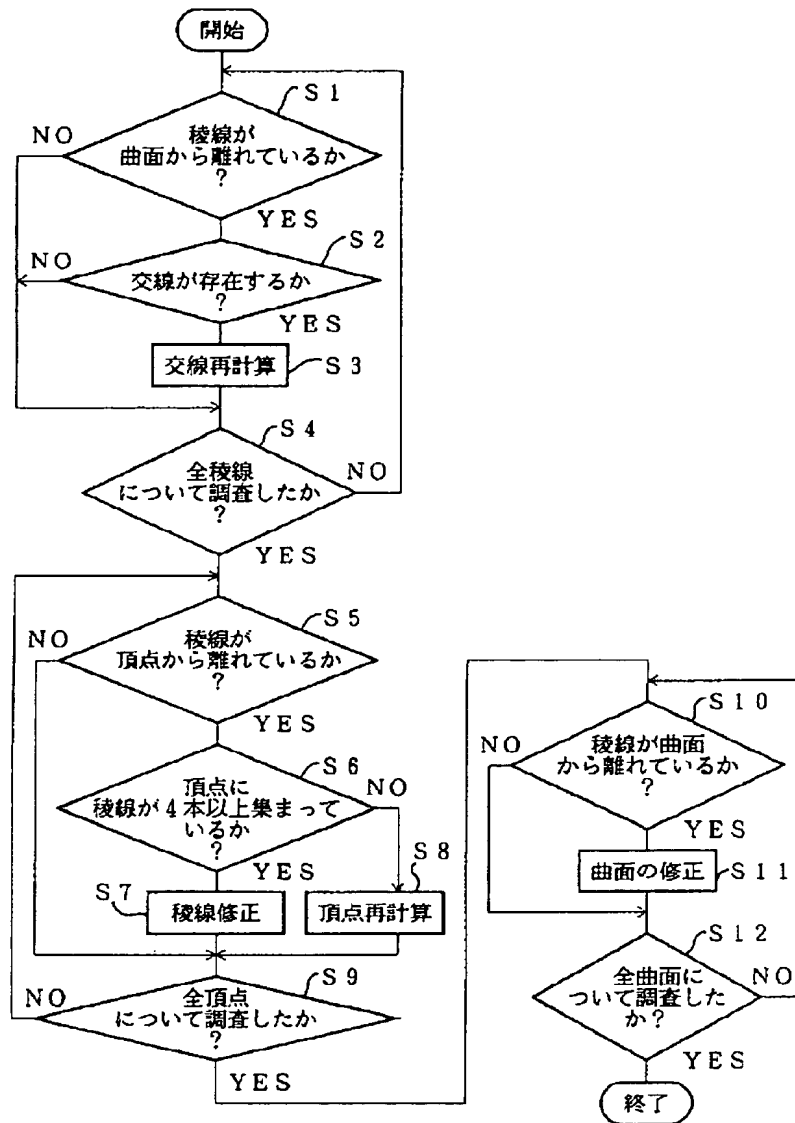 開始
S1
稜線が
曲面から離れているか
?
NO
YES
S2
交線が存在するか
?
NO
YES
交線再計算
S3
S4
全稜線
について調査したか
?
NO
YES
S5
稜線が
頂点から離れているか
?
NO
YES
S6
頂点に
稜線が4本以上集まって
いるか
?
NO
YES
S7
稜線修正
S8
頂点再計算
S9
全頂点
について調査したか
?
NO
YES
S10
稜線が曲面
から離れているか
?
NO
YES
曲面の修正
S11
S12
全曲面に
ついて調査した
か?
NO
YES
終了